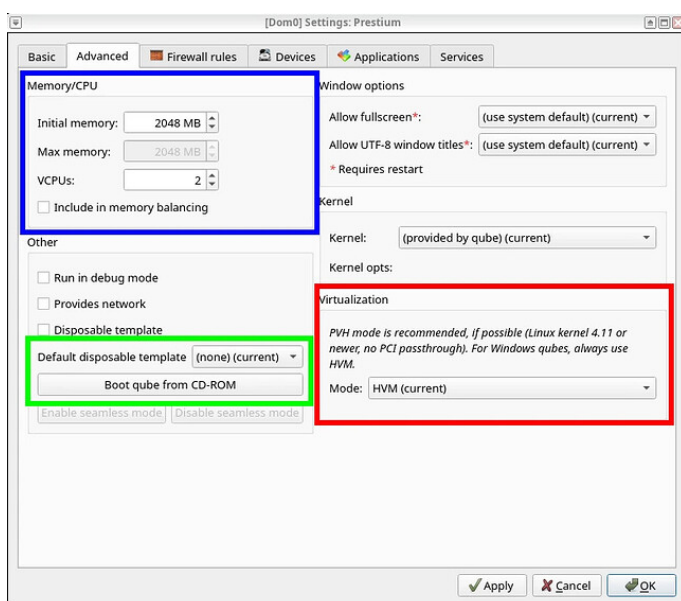 [Dom0] Settings: Prestium
Basic Advanced Firewall rules Devices Applications Services
Memory/CPU
Initial memory: 2048 MB
Max memory: 2048 MB
VCPUs: 2
Include in memory balancing
Other
Run in debug mode
Provides network
Disposable template
Default disposable template (none) (current)
Boot qube from CD-ROM
Enable seamless mode Disable seamless mode
Window options
Allow fullscreen*: (use system default) (current)
Allow UTF-8 window titles*: (use system default) (current)
* Requires restart
Kernel
Kernel: (provided by qube) (current)
Kernel opts:
Virtualization
PVH mode is recommended, if possible (Linux kernel 4.11 or
newer, no PCI passthrough). For Windows qubes, always use
HVM.
Mode: HVM (current)
Apply Cancel OK